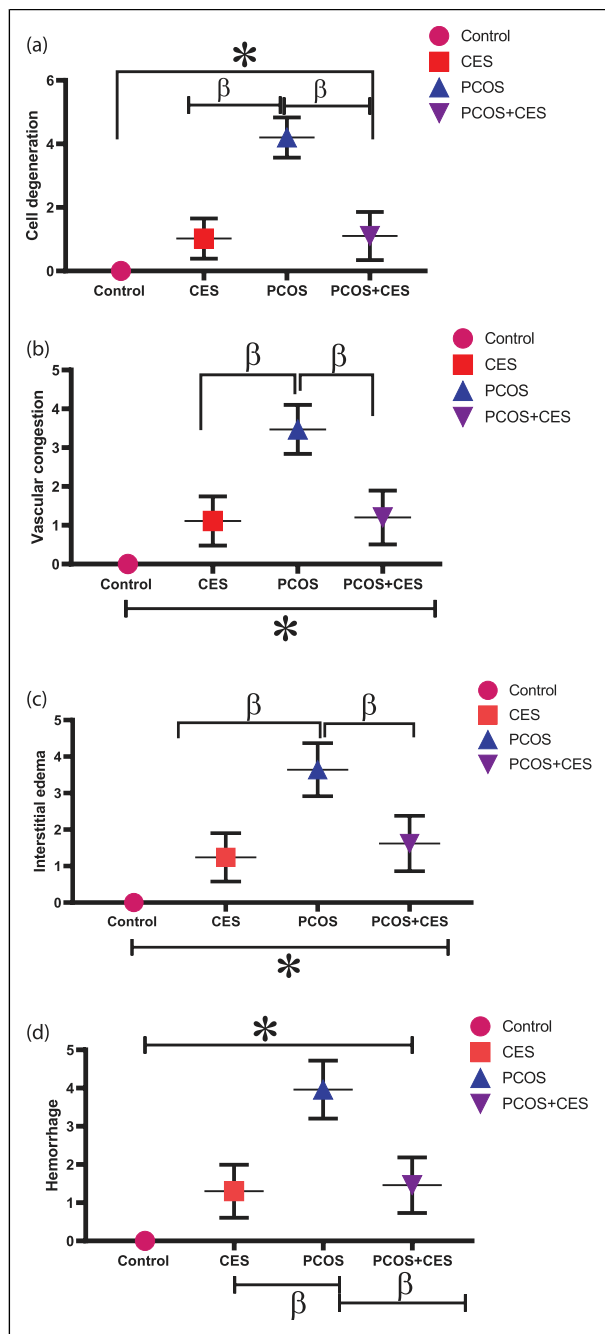 (a)
Control
CES
PCOS
PCOS+CES
*
β β
Cell degeneration
6
4
2
0
Control CES PCOS PCOS+CES
(b)
Control
CES
PCOS
PCOS+CES
β β
Vascular congestion
5
4
3
2
1
0
Control CES PCOS PCOS+CES
*
(c)
Control
CES
PCOS
PCOS+CES
β β
Interstitial edema
5
4
3
2
1
0
Control CES PCOS PCOS+CES
*
(d)
Control
CES
PCOS
PCOS+CES
*
Hemorrhage
5
4
3
2
1
0
Control CES PCOS PCOS+CES
β β